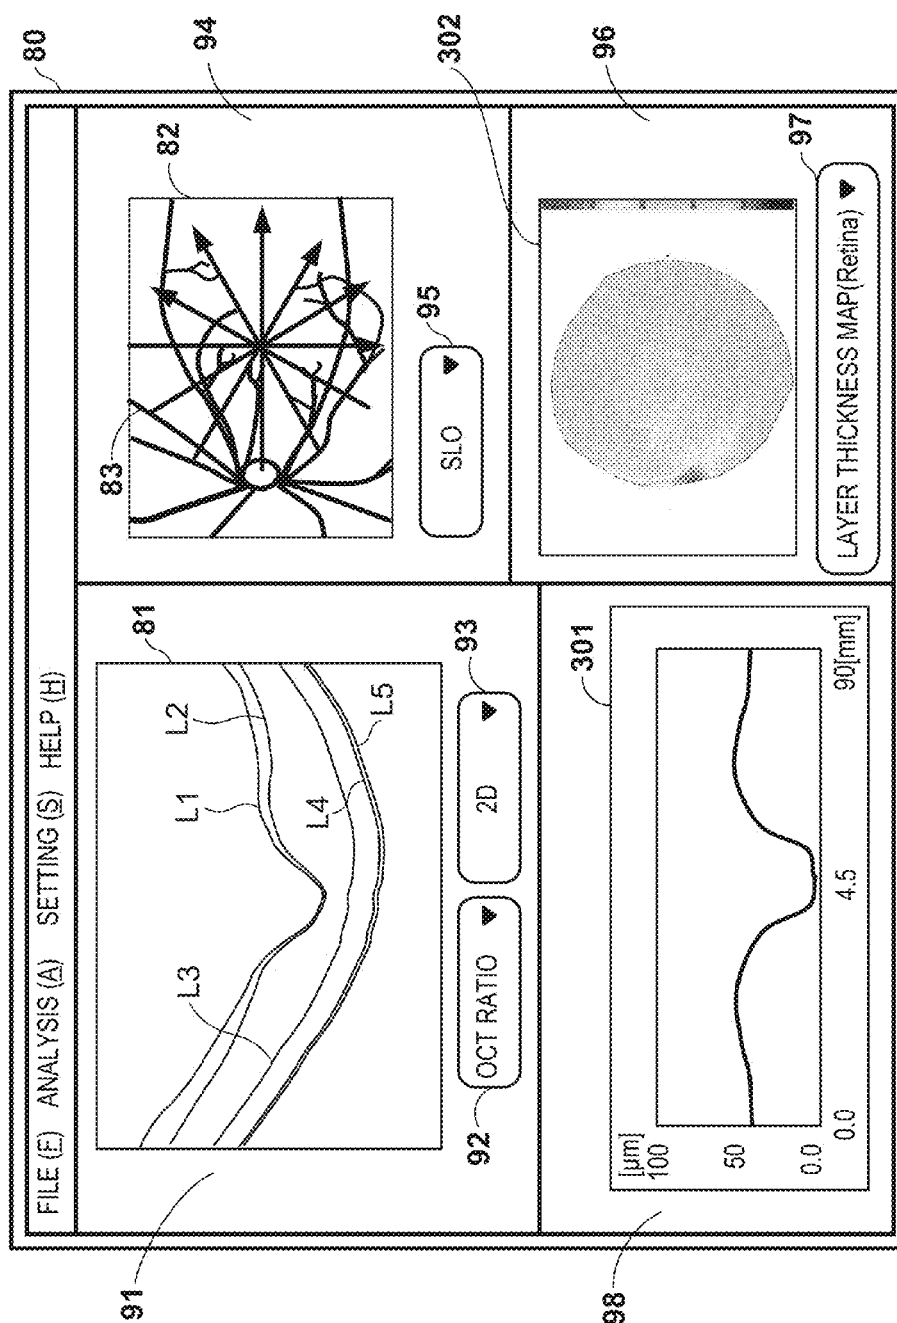 80
FILE (F) ANALYSIS (A) SETTING (S) HELP (H)
91
81
L1
L2
L3
L4
L5
92
OCT RATIO ▼
2D ▼
93
94
82
83
SLO ▼
95
98
301
[μm]
100
50
0.0
0.0 4.5 90[mm]
302
96
LAYER THICKNESS MAP(Retina) ▼
97